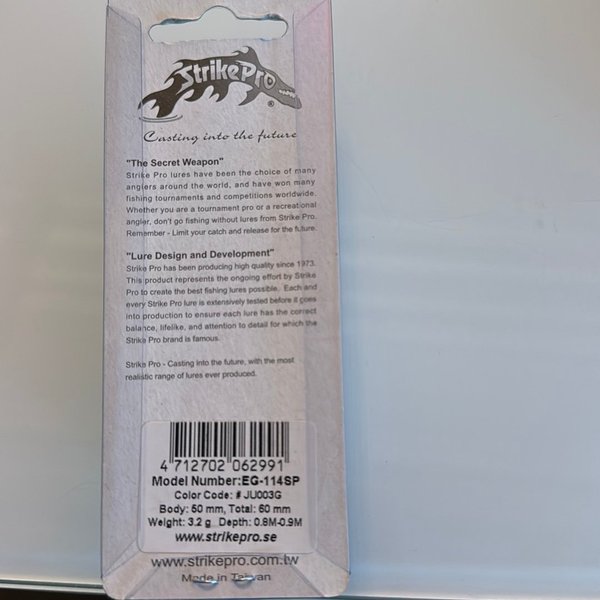 StrikePro
®
Casting into the future
"The Secret Weapon"
Strike Pro lures have been the choice of many
anglers around the world, and have won many
fishing tournaments and competitions worldwide.
Whether you are a tournament pro or a recreational
angler, don't go fishing without lures from Strike Pro.
Remember - Limit your catch and release for the future.
"Lure Design and Development"
Strike Pro has been producing high quality since 1973.
This product represents the ongoing effort by Strike
Pro to create the best fishing lures possible. Each and
every Strike Pro lure is extensively tested before it goes
into production to ensure each lure has the correct
balance, lifelike, and attention to detail for which the
Strike Pro brand is famous.
Strike Pro - Casting into the future, with the most
realistic range of lures ever produced.
4 712702 062991
Model Number:EG-114SP
Color Code: # JU003G
Body: 50 mm, Total: 60 mm
Weight: 3.2 g Depth: 0.8M-0.9M
www.strikepro.se
www.strikepro.com.tw
Made in Taiwan